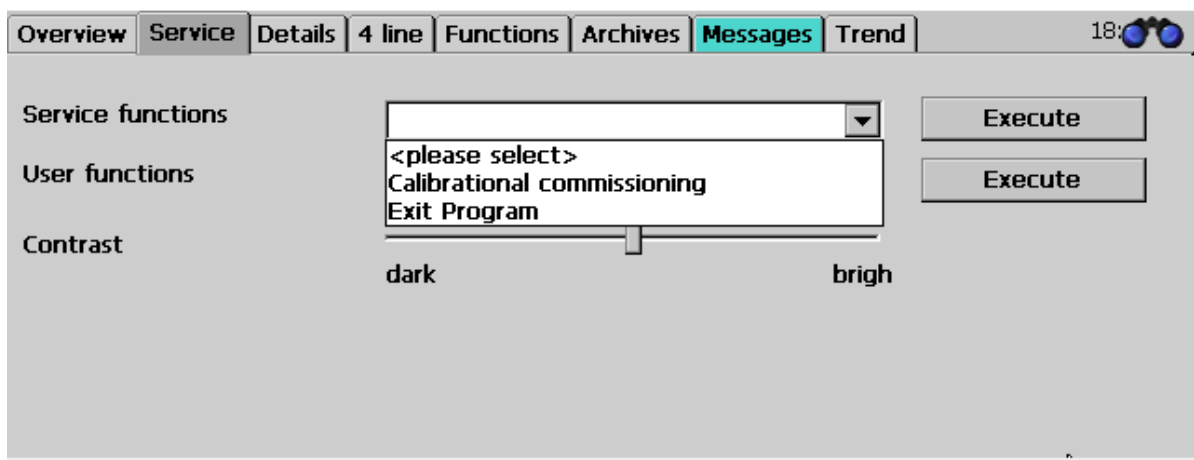 Overview Service Details 4 line Functions Archives Messages Trend 18:
Service functions Execute
<please select>
User functions Execute
Calibrational commissioning
Exit Program
Contrast
dark brigh